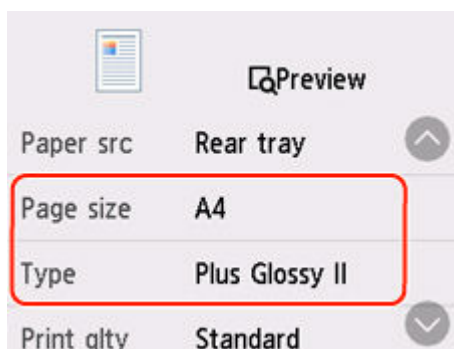 Preview
Paper src Rear tray
Page size A4
Type Plus Glossy II
Print qlty Standard